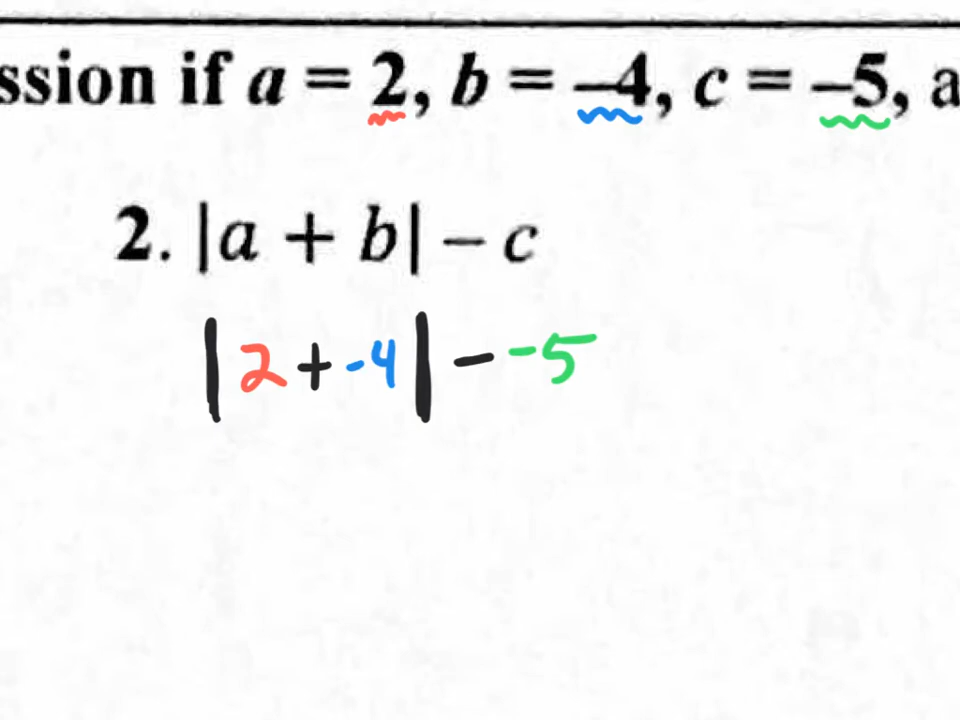 ssion if a = 2, b = –4, c = –5, a
2. |a + b| – c
|2 + -4| - -5